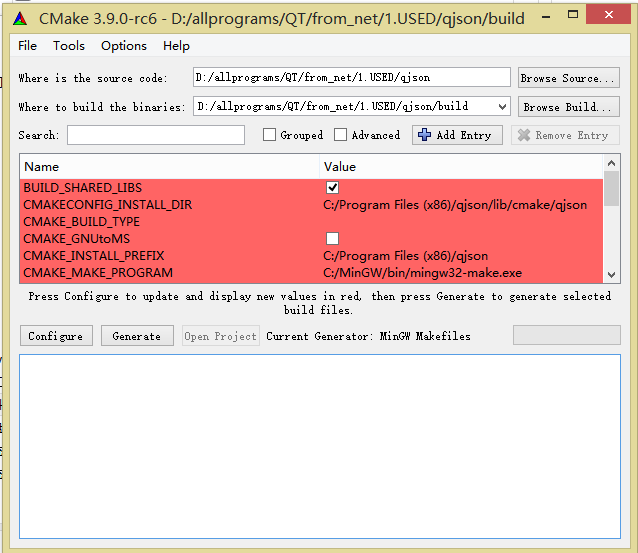 CMake 3.9.0-rc6 - D:/allprograms/QT/from_net/1.USED/qjson/build
File Tools Options Help
Where is the source code: D:/allprograms/QT/from_net/1.USED/qjson Browse Source...
Where to build the binaries: D:/allprograms/QT/from_net/1.USED/qjson/build Browse Build...
Search: Grouped Advanced Add Entry Remove Entry
Name Value
BUILD_SHARED_LIBS
CMAKECONFIG_INSTALL_DIR C:/Program Files (x86)/qjson/lib/cmake/qjson
CMAKE_BUILD_TYPE
CMAKE_GNUtoMS
CMAKE_INSTALL_PREFIX C:/Program Files (x86)/qjson
CMAKE_MAKE_PROGRAM C:/MinGW/bin/mingw32-make.exe
Press Configure to update and display new values in red, then press Generate to generate selected
build files.
Configure Generate Open Project Current Generator: MinGW Makefiles